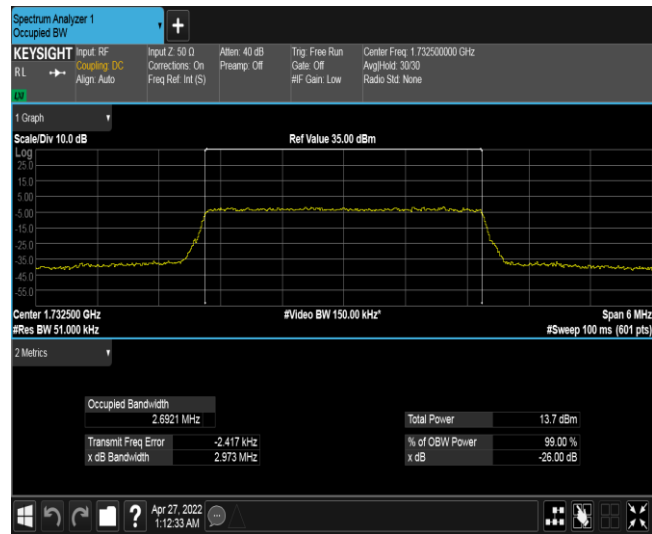 Spectrum Analyzer 1
Occupied BW
+
KEYSIGHT
RL
LXI
Input: RF
Coupling: DC
Align: Auto
Input Z: 50 Ω
Corrections: On
Freq Ref: Int (S)
Atten: 40 dB
Preamp: Off
Trig: Free Run
Gate: Off
#IF Gain: Low
Center Freq: 1.732500000 GHz
Avg|Hold: 30/30
Radio Std: None
1 Graph
Scale/Div 10.0 dB
Ref Value 35.00 dBm
Log
25.0
15.0
5.00
-5.00
-15.0
-25.0
-35.0
-45.0
-55.0
Center 1.732500 GHz
#Video BW 150.00 kHz*
Span 6 MHz
#Res BW 51.000 kHz
#Sweep 100 ms (601 pts)
2 Metrics
Occupied Bandwidth
2.6921 MHz
Total Power 13.7 dBm
Transmit Freq Error -2.417 kHz
% of OBW Power 99.00 %
x dB Bandwidth 2.973 MHz
x dB -26.00 dB
?
Apr 27, 2022
1:12:33 AM